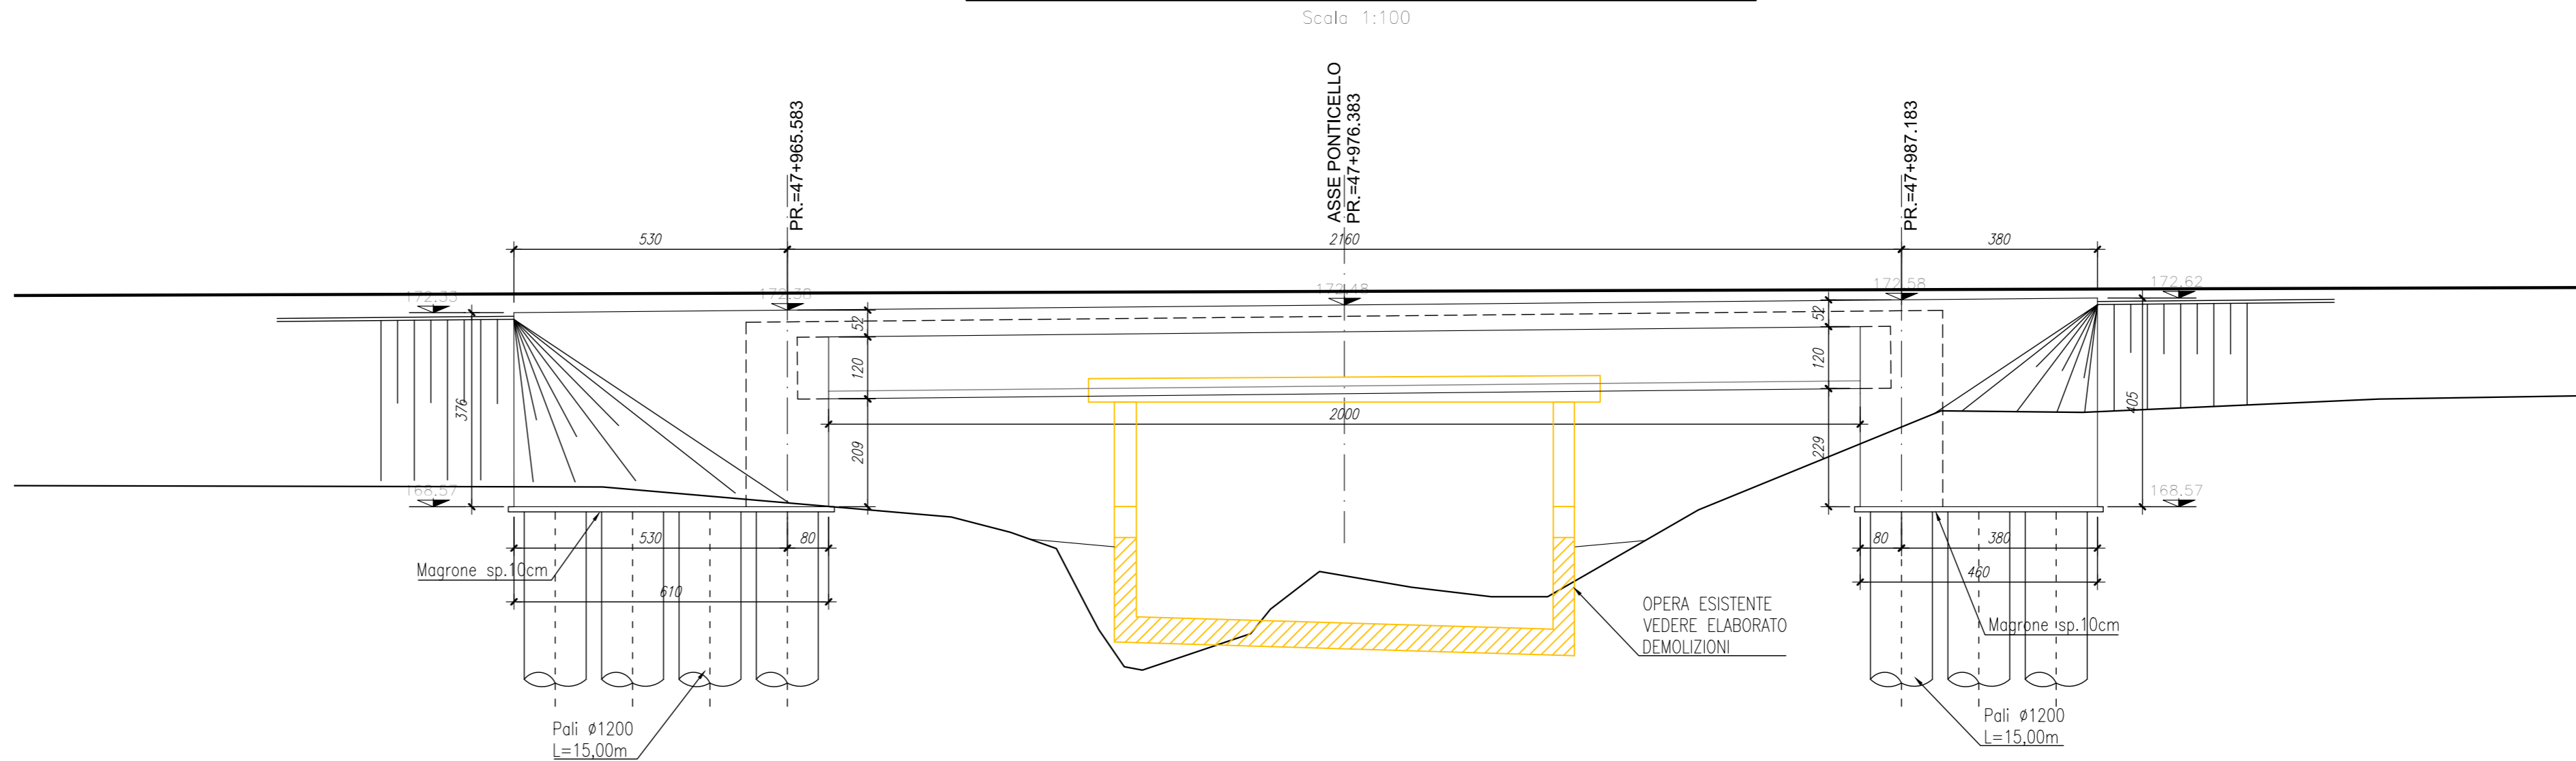 Scala 1:100
PR.=47+965.583
ASSE PONTICELLO
PR.=47+976.383
PR.=47+987.183
530
2160
380
172.33
172.38
172.48
172.58
172.62
52
52
120
120
376
405
2000
209
229
168.57
168.57
530
80
80
380
Magrone sp.10cm
610
460
OPERA ESISTENTE
VEDERE ELABORATO
DEMOLIZIONI
Magrone sp.10cm
Pali ø1200
L=15,00m
Pali ø1200
L=15,00m